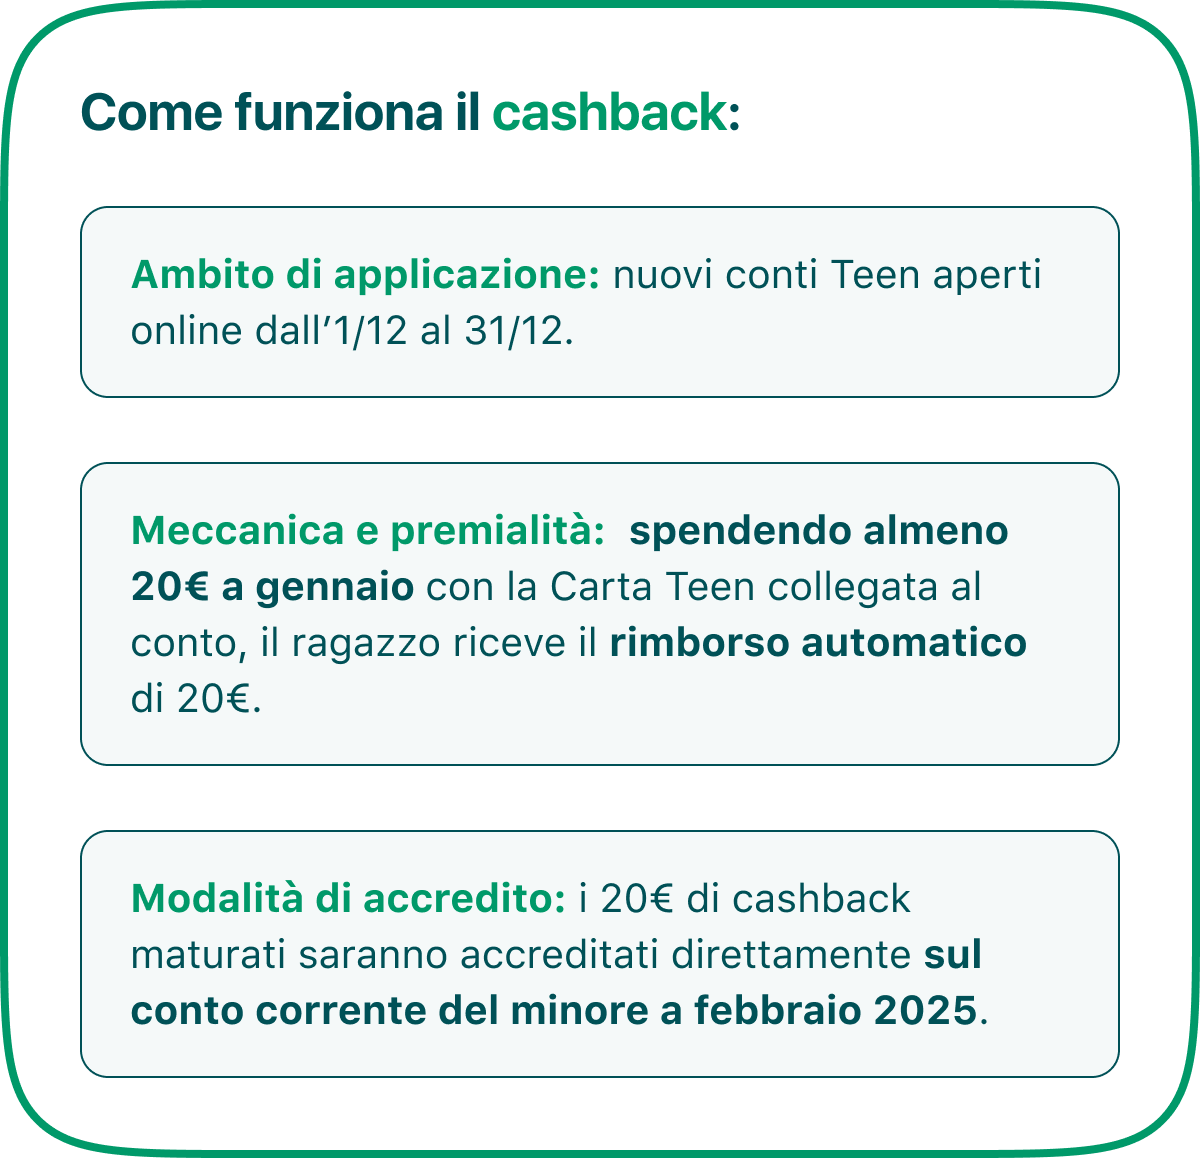 Come funziona il cashback:
Ambito di applicazione: nuovi conti Teen aperti
online dall’1/12 al 31/12.
Meccanica e premialità:  spendendo almeno
20€ a gennaio con la Carta Teen collegata al
conto, il ragazzo riceve il rimborso automatico
di 20€.
Modalità di accredito: i 20€ di cashback
maturati saranno accreditati direttamente sul
conto corrente del minore a febbraio 2025.